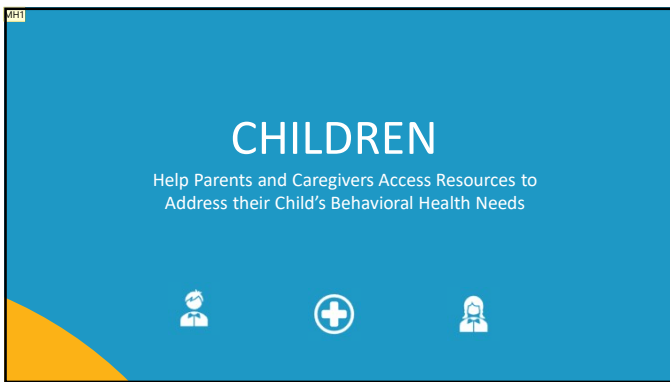 MH1
CHILDREN
Help Parents and Caregivers Access Resources to
Address their Child's Behavioral Health Needs